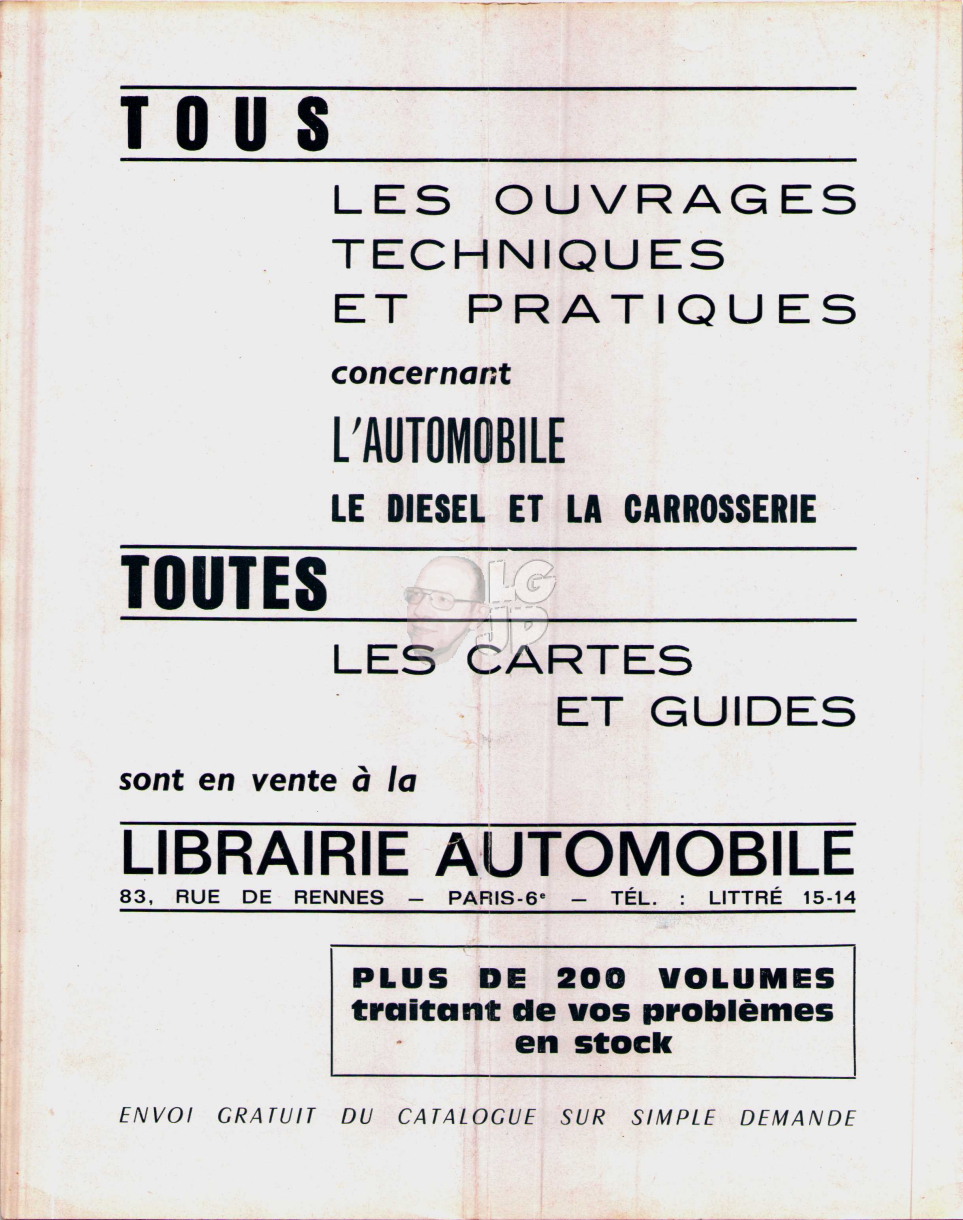 TOUS
LES OUVRAGES
TECHNIQUES
ET PRATIQUES
concernant
L'AUTOMOBILE
LE DIESEL ET LA CARROSSERIE
TOUTES
LG
JP
LES CARTES
ET GUIDES
sont en vente à la
LIBRAIRIE AUTOMOBILE
83, RUE DE RENNES — PARIS-6e — TÉL. : LITTRÉ 15-14
PLUS DE 200 VOLUMES
traitant de vos problèmes
en stock
ENVOI GRATUIT DU CATALOGUE SUR SIMPLE DEMANDE